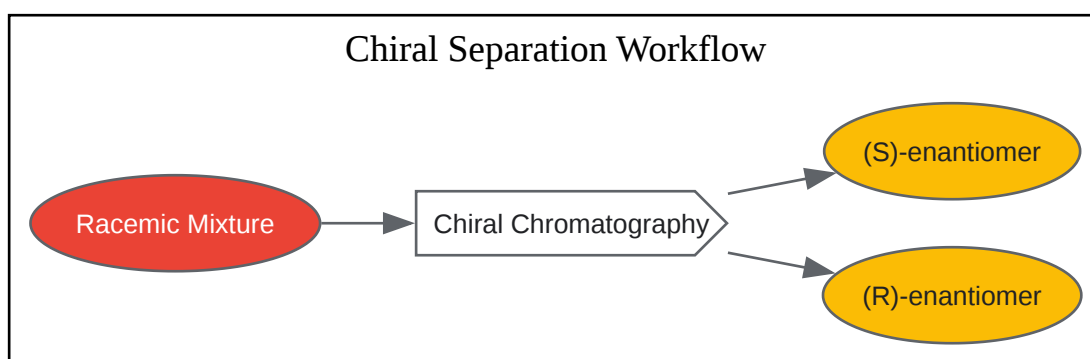 Chiral Separation Workflow
(S)-enantiomer
Racemic Mixture
Chiral Chromatography
(R)-enantiomer